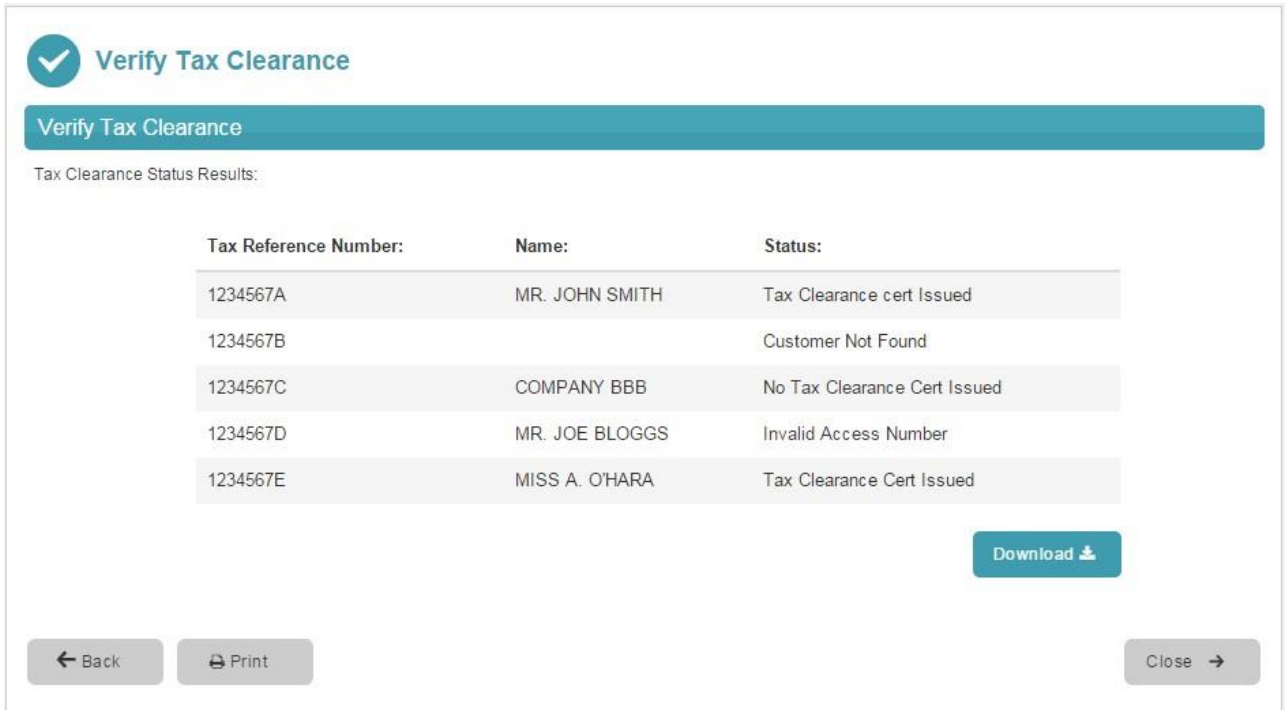 Verify Tax Clearance
Verify Tax Clearance
Tax Clearance Status Results:
Tax Reference Number: Name: Status:
1234567A MR. JOHN SMITH Tax Clearance cert Issued
1234567B Customer Not Found
1234567C COMPANY BBB No Tax Clearance Cert Issued
1234567D MR. JOE BLOGGS Invalid Access Number
1234567E MISS A. O'HARA Tax Clearance Cert Issued
Download
Back Print Close